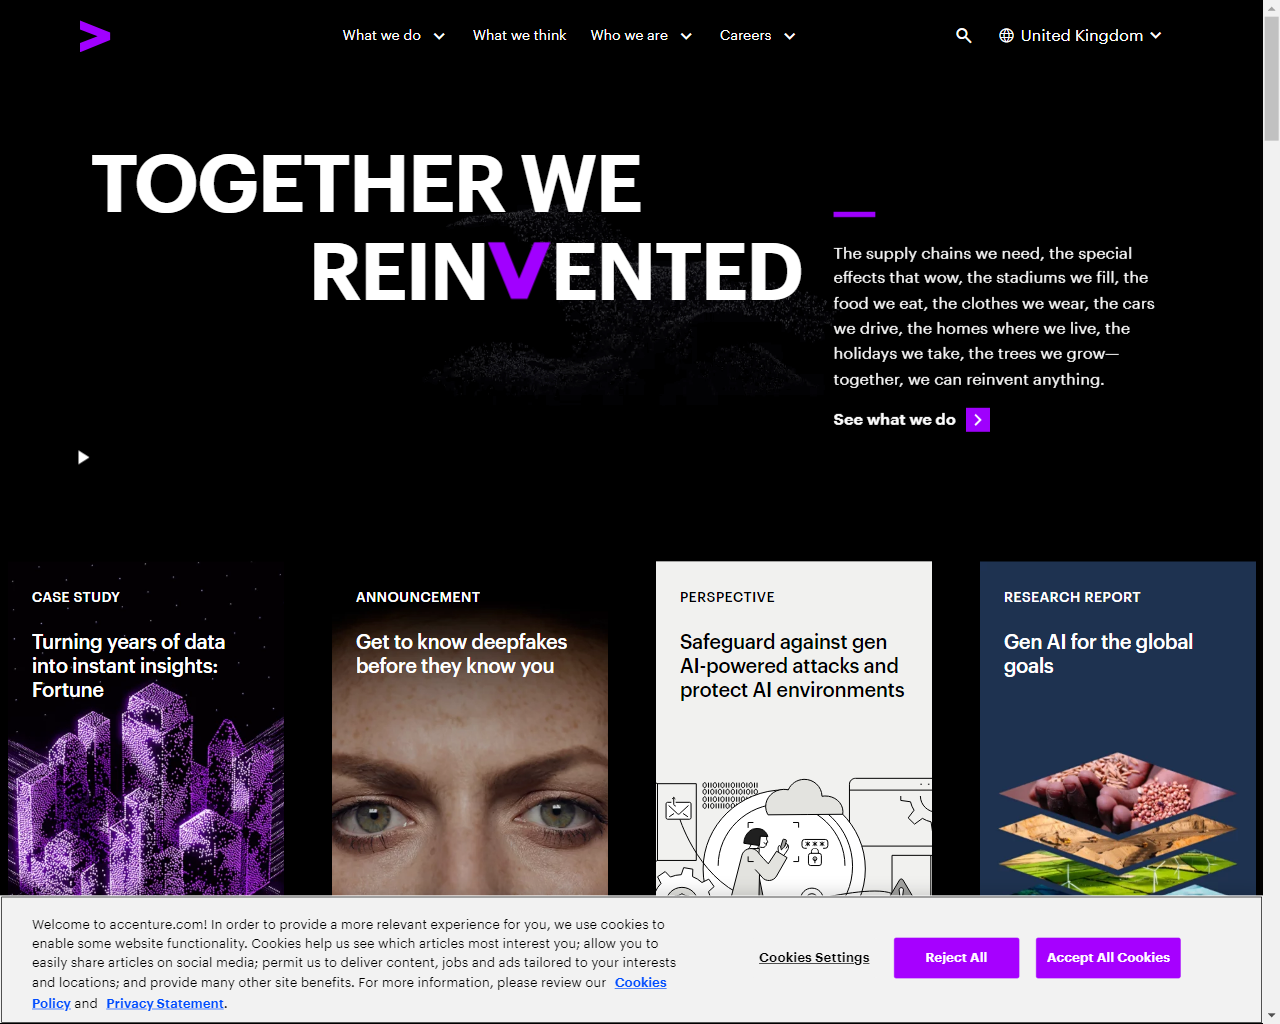 What we do
What we think
Who we are
Careers
United Kingdom
TOGETHER WE
REINVENTED
The supply chains we need, the special
effects that wow, the stadiums we fill, the
food we eat, the clothes we wear, the cars
we drive, the homes where we live, the
holidays we take, the trees we grow—
together, we can reinvent anything.
See what we do
CASE STUDY
Turning years of data
into instant insights:
Fortune
ANNOUNCEMENT
Get to know deepfakes
before they know you
PERSPECTIVE
Safeguard against gen
AI-powered attacks and
protect AI environments
RESEARCH REPORT
Gen AI for the global
goals
Welcome to accenture.com! In order to provide a more relevant experience for you, we use cookies to
enable some website functionality. Cookies help us see which articles most interest you; allow you to
easily share articles on social media; permit us to deliver content, jobs and ads tailored to your interests
and locations; and provide many other site benefits. For more information, please review our Cookies
Policy and Privacy Statement.
Cookies Settings
Reject All
Accept All Cookies